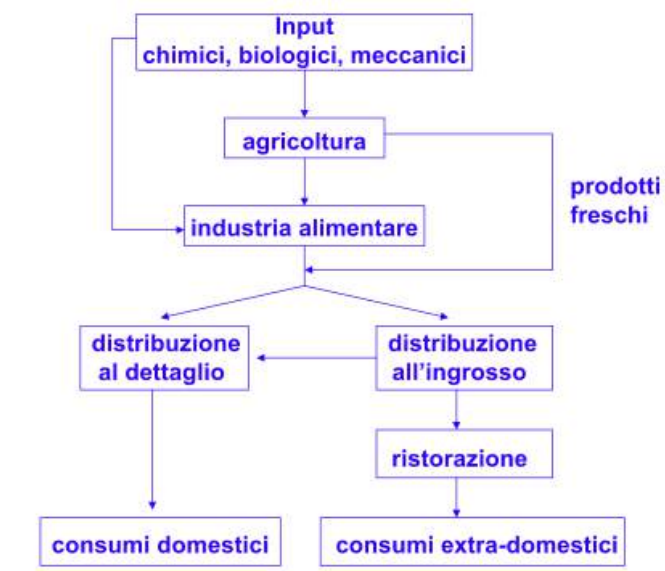 Input
chimici, biologici, meccanici
agricoltura
prodotti
freschi
industria alimentare
distribuzione
al dettaglio
distribuzione
all'ingrosso
ristorazione
consumi domestici
consumi extra-domestici